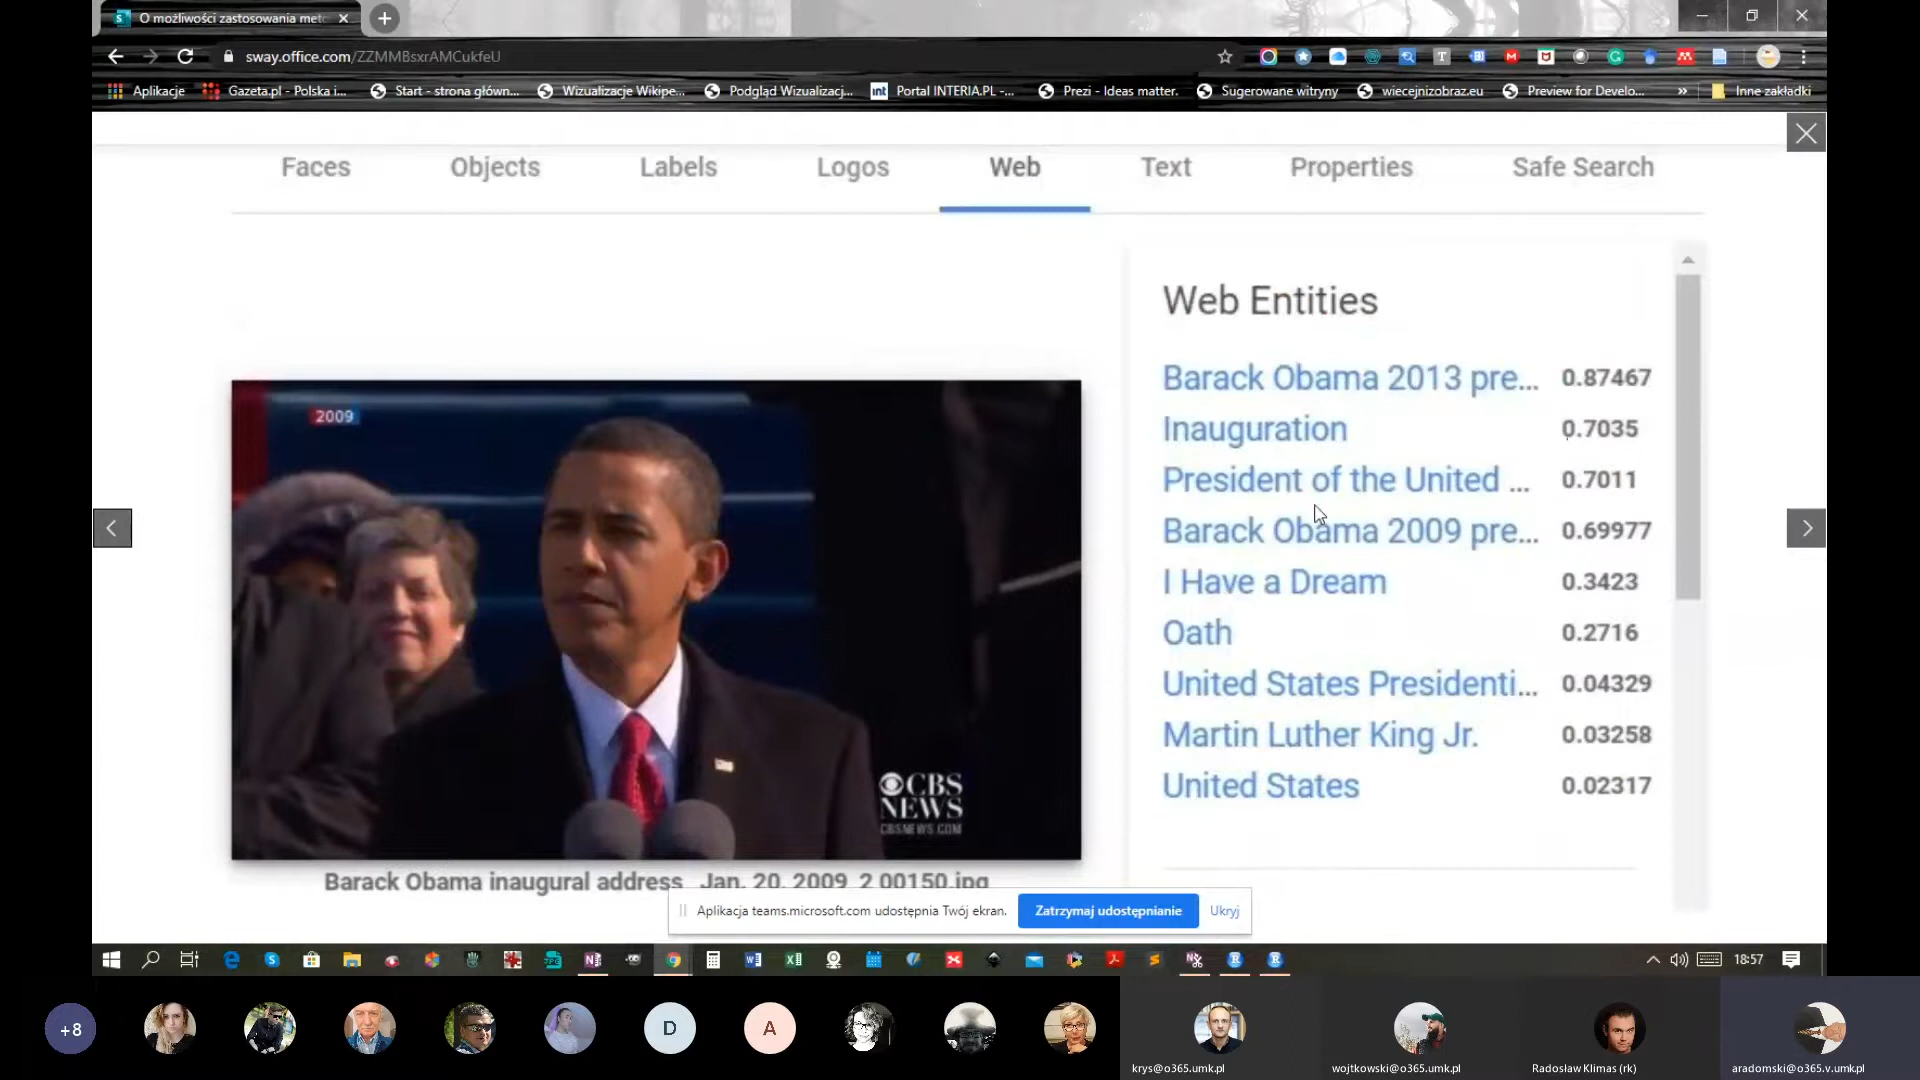 O możliwości zastosowania met
sway.office.com/ZZMMBsxrAMCukfeU
Aplikacje
Gazeta.pl - Polska i...
Start - strona główn...
Wizualizacje Wikipe...
Podgląd Wizualizacj...
int
Portal INTERIA.PL -...
Prezi - Ideas matter.
Sugerowane witryny
wiecejnizobraz.eu
Preview for Develo...
»
Inne zakładki
Faces
Objects
Labels
Logos
Web
Text
Properties
Safe Search
Web Entities
Barack Obama 2013 pre... 0.87467
Inauguration 0.7035
President of the United ... 0.7011
Barack Obama 2009 pre... 0.69977
I Have a Dream 0.3423
Oath 0.2716
United States Presidenti... 0.04329
Martin Luther King Jr. 0.03258
United States 0.02317
2009
CBS
NEWS
CBSNEWS.COM
Barack Obama inaugural address_ Jan. 20, 2009_2 00150.jpg
Aplikacja teams.microsoft.com udostępnia Twój ekran.
Zatrzymaj udostępnianie
Ukryj
18:57
+8
D
A
krys@o365.umk.pl
wojtkowski@o365.umk.pl
Radosław Klimas (rk)
aradomski@o365.v.umk.pl